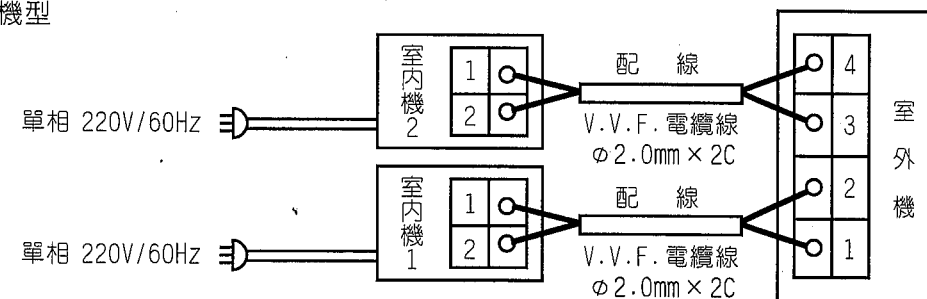 機型
單相 220V/60Hz
室內機2
1
2
配 線
V.V.F.電纜線
φ2.0mm×2C
單相 220V/60Hz
室內機1
1
2
配 線
V.V.F.電纜線
φ2.0mm×2C
4
3
2
1
室外機